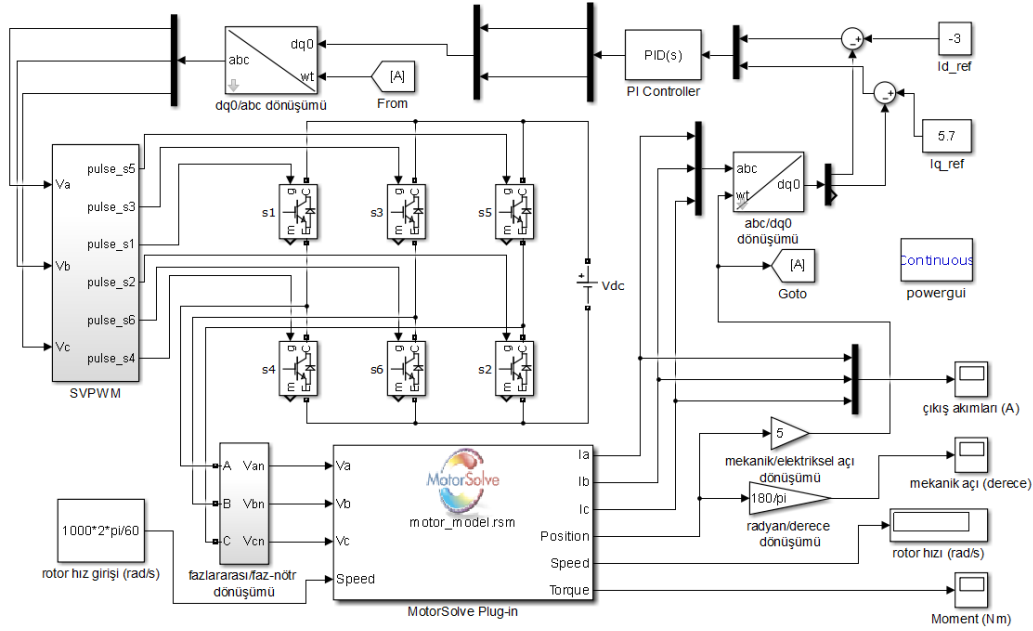 dq0
abc
wt
dq0/abc dönüşümü
[A]
From
PID(s)
PI Controller
-3
Id_ref
5.7
Iq_ref
Va
Vb
Vc
pulse_s5
pulse_s3
pulse_s1
pulse_s2
pulse_s6
pulse_s4
SVPWM
g
C
m
E
s1
g
C
m
E
s3
g
C
m
E
s5
g
C
m
E
s4
g
C
m
E
s6
g
C
m
E
s2
+
Vdc
abc
wt
dq0
abc/dq0
dönüşümü
[A]
Goto
Continuous
powergui
çıkış akımları (A)
5
mekanik/elektriksel açı
dönüşümü
180/pi
radyan/derece
dönüşümü
mekanik açı (derece)
rotor hızı (rad/s)
Moment (Nm)
1000*2*pi/60
rotor hız girişi (rad/s)
A
B
C
Van
Vbn
Vcn
fazlararası/faz-nötr
dönüşümü
Va
Vb
Vc
Speed
MotorSolve
motor_model.rsm
Ia
Ib
Ic
Position
Speed
Torque
MotorSolve Plug-in